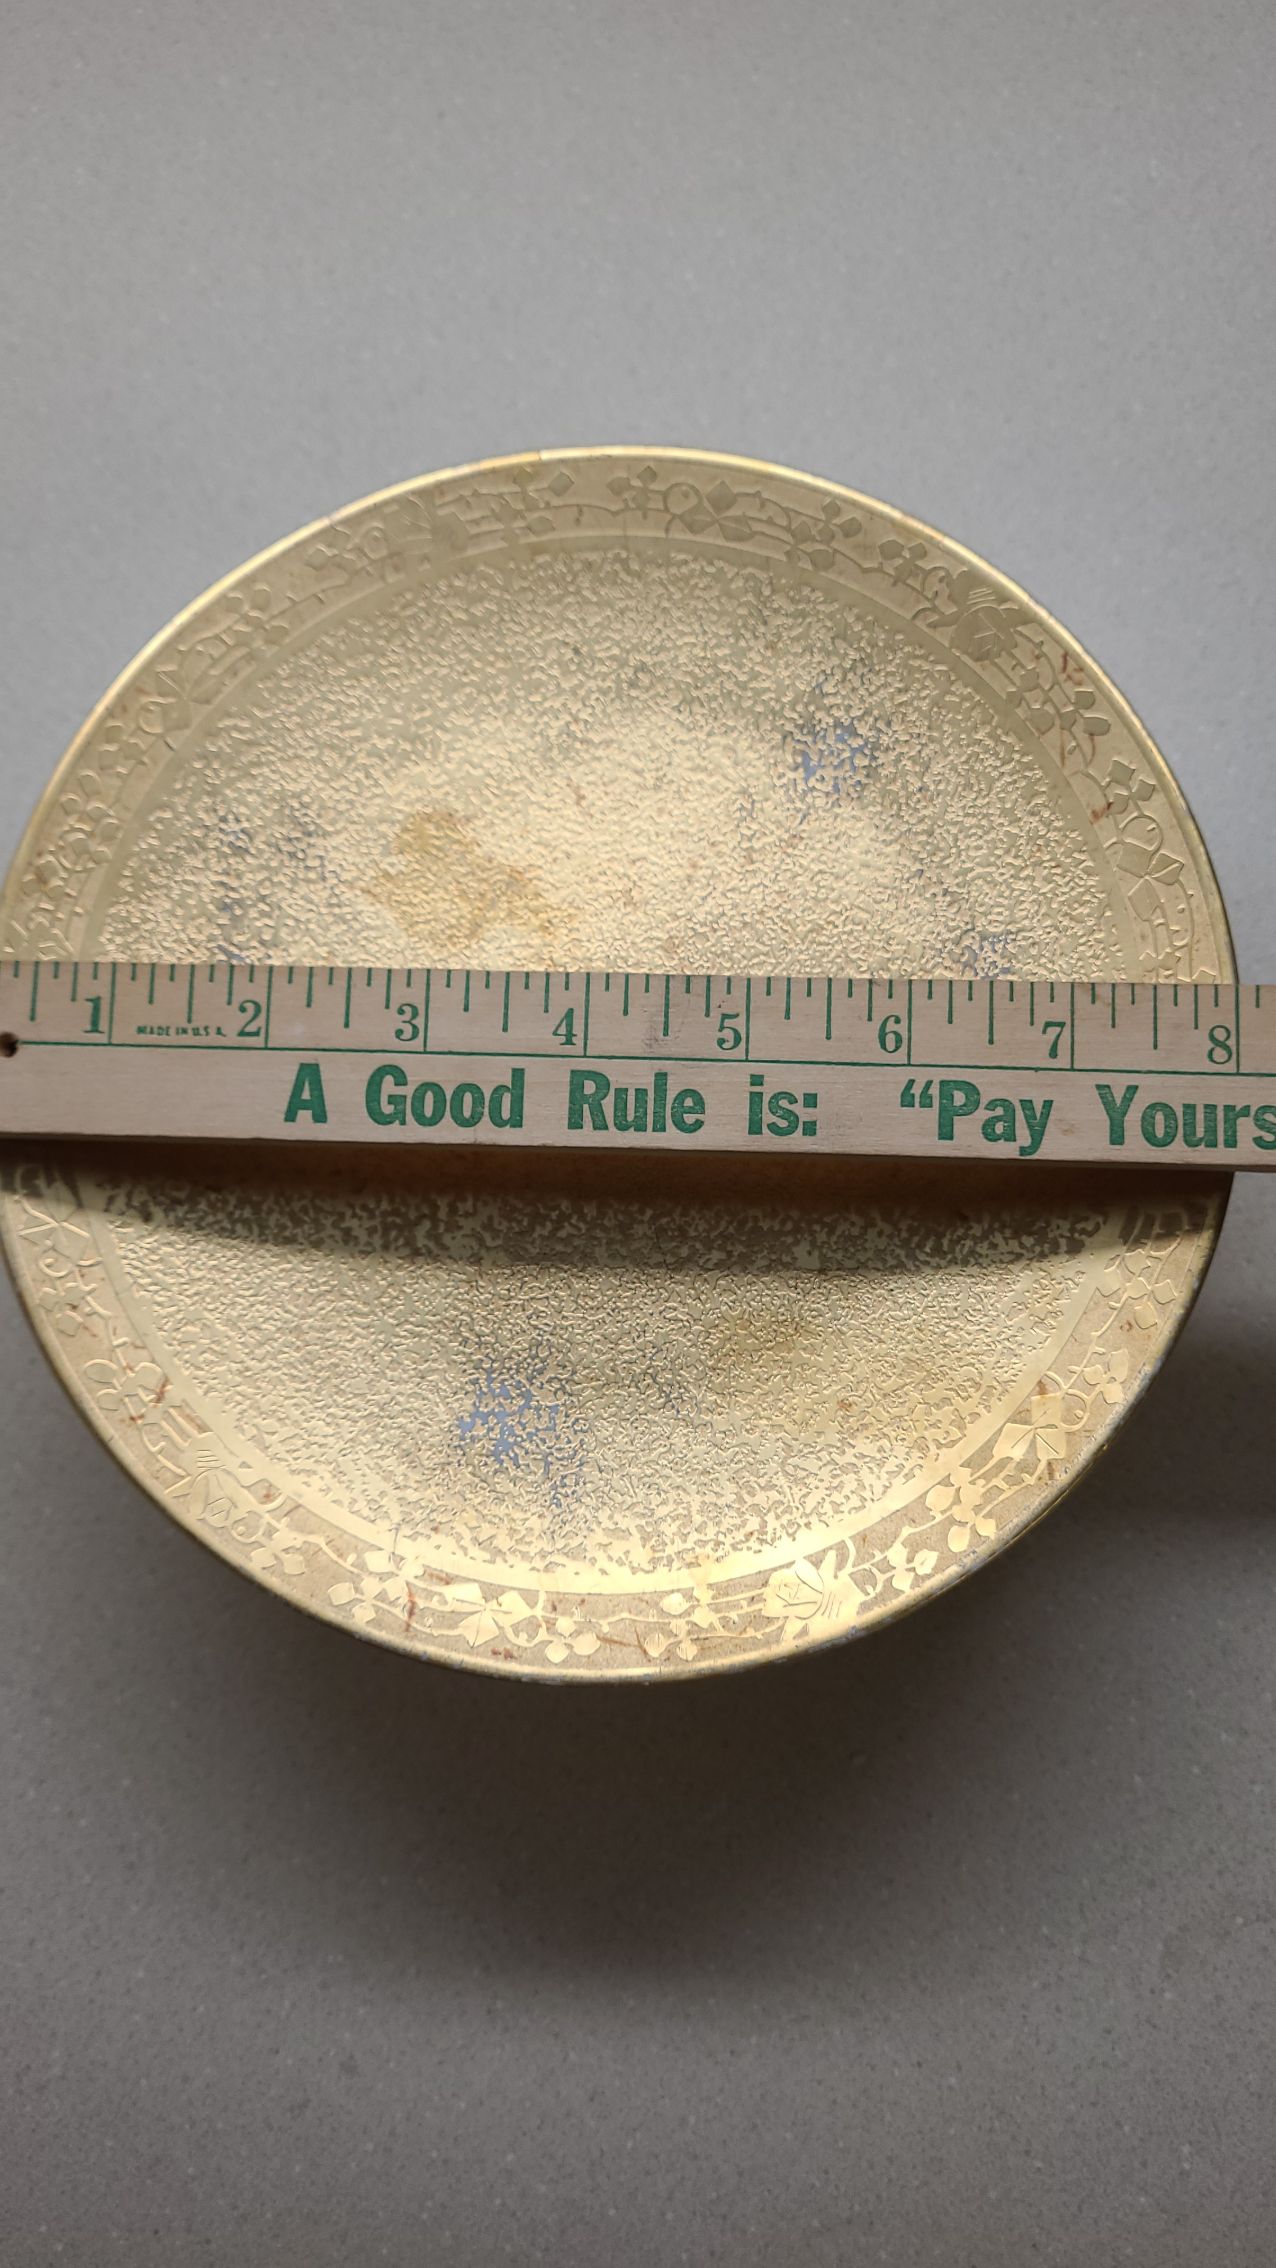 1 2 3 4 5 6 7 8
MADE IN U.S.A.
A Good Rule is: "Pay Yours